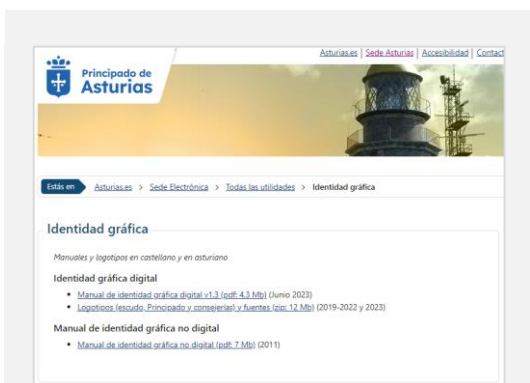 Asturias.es | Sede Asturias | Accesibilidad | Contact
Principado de
Asturias
Estás en Asturias.es > Sede Electrónica > Todas las utilidades > Identidad gráfica
Identidad gráfica
Manuales y logotipos en castellano y en asturiano
Identidad gráfica digital
• Manual de identidad gráfica digital v1.3 (pdf: 4,3 Mb) (Junio 2023)
• Logotipos (escudo, Principado y consejerías) y fuentes (zip: 12 Mb) (2019-2022 y 2023)
Manual de identidad gráfica no digital
• Manual de identidad gráfica no digital (pdf: 7 Mb) (2011)